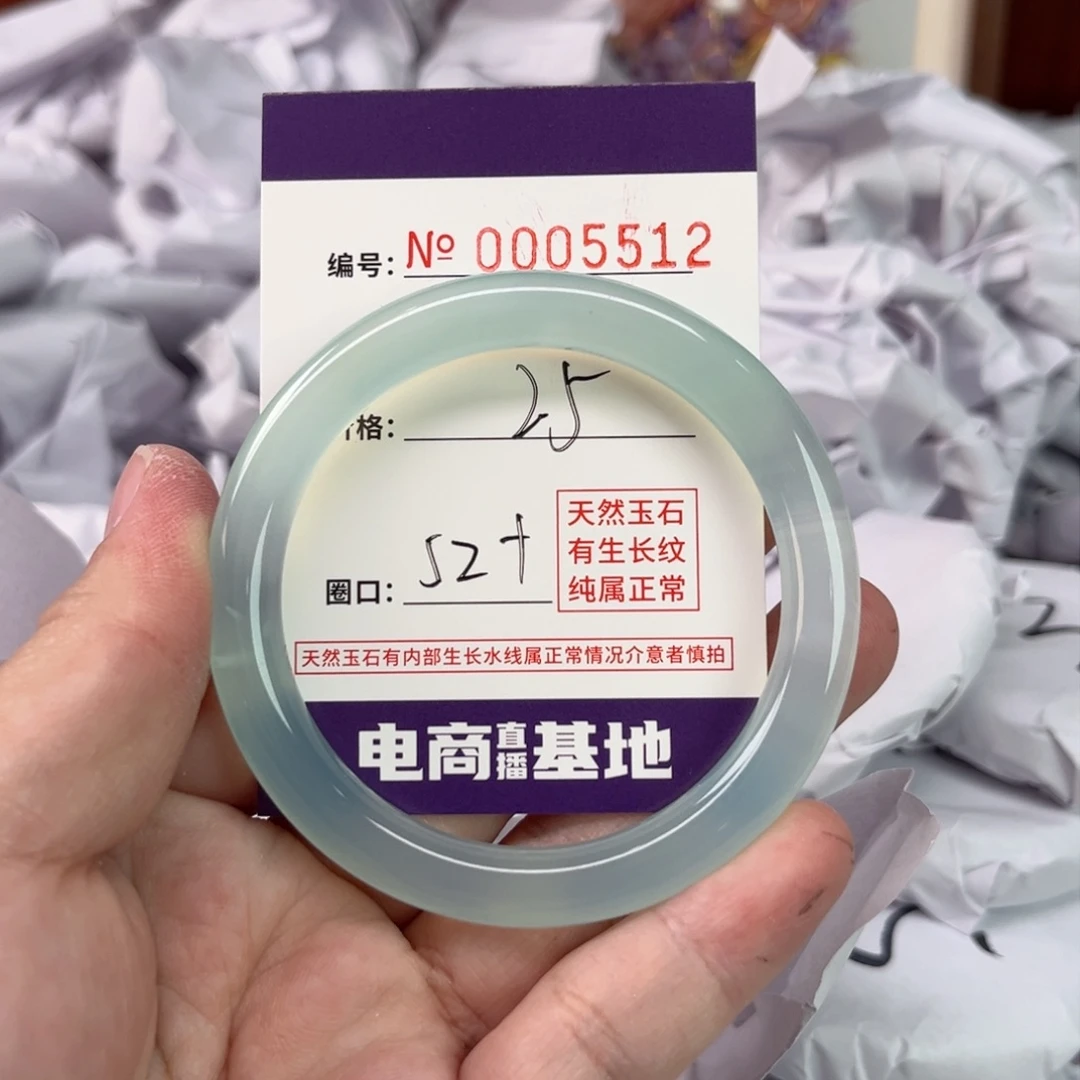 编号：№ 0005512
价格：25
天然玉石
有生长纹
纯属正常
圈口：52+
天然玉石有内部生长水线属正常情况介意者慎拍
电商直播基地